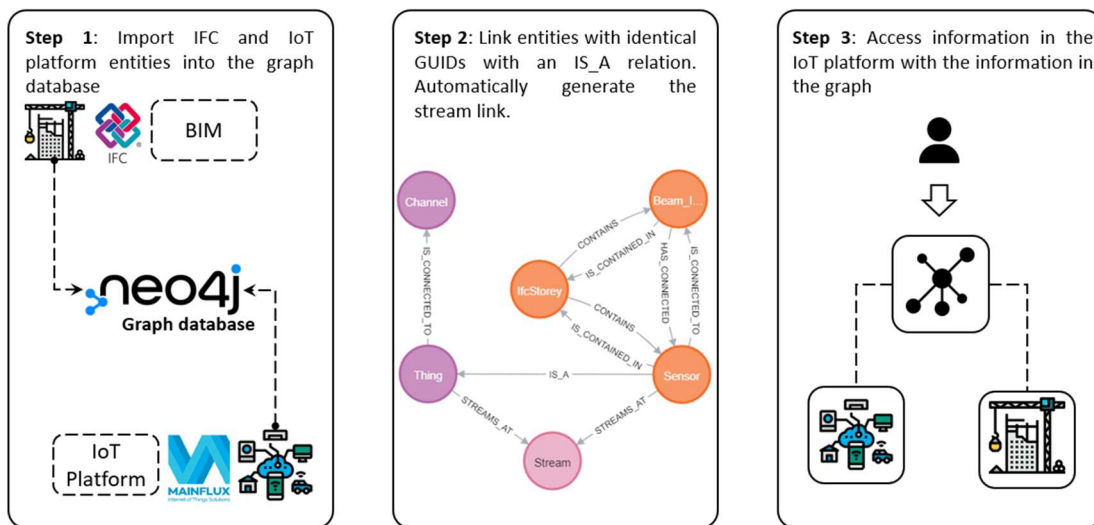 Step 1: Import IFC and IoT
platform entities into the graph
database
IFC
BIM
neo4j
Graph database
IoT
Platform
MAINFLUX
Internet of Things Solutions
Step 2: Link entities with identical
GUIDs with an IS_A relation.
Automatically generate the
stream link.
Channel
Beam_I...
CONTAINS
IS_CONTAINED_IN
IS_CONNECTED_TO
HAS_CONNECTED
IS_CONNECTED_TO
IfcStorey
CONTAINS
IS_CONTAINED_IN
Thing
IS_A
Sensor
STREAMS_AT
STREAMS_AT
Stream
Step 3: Access information in the
IoT platform with the information in
the graph